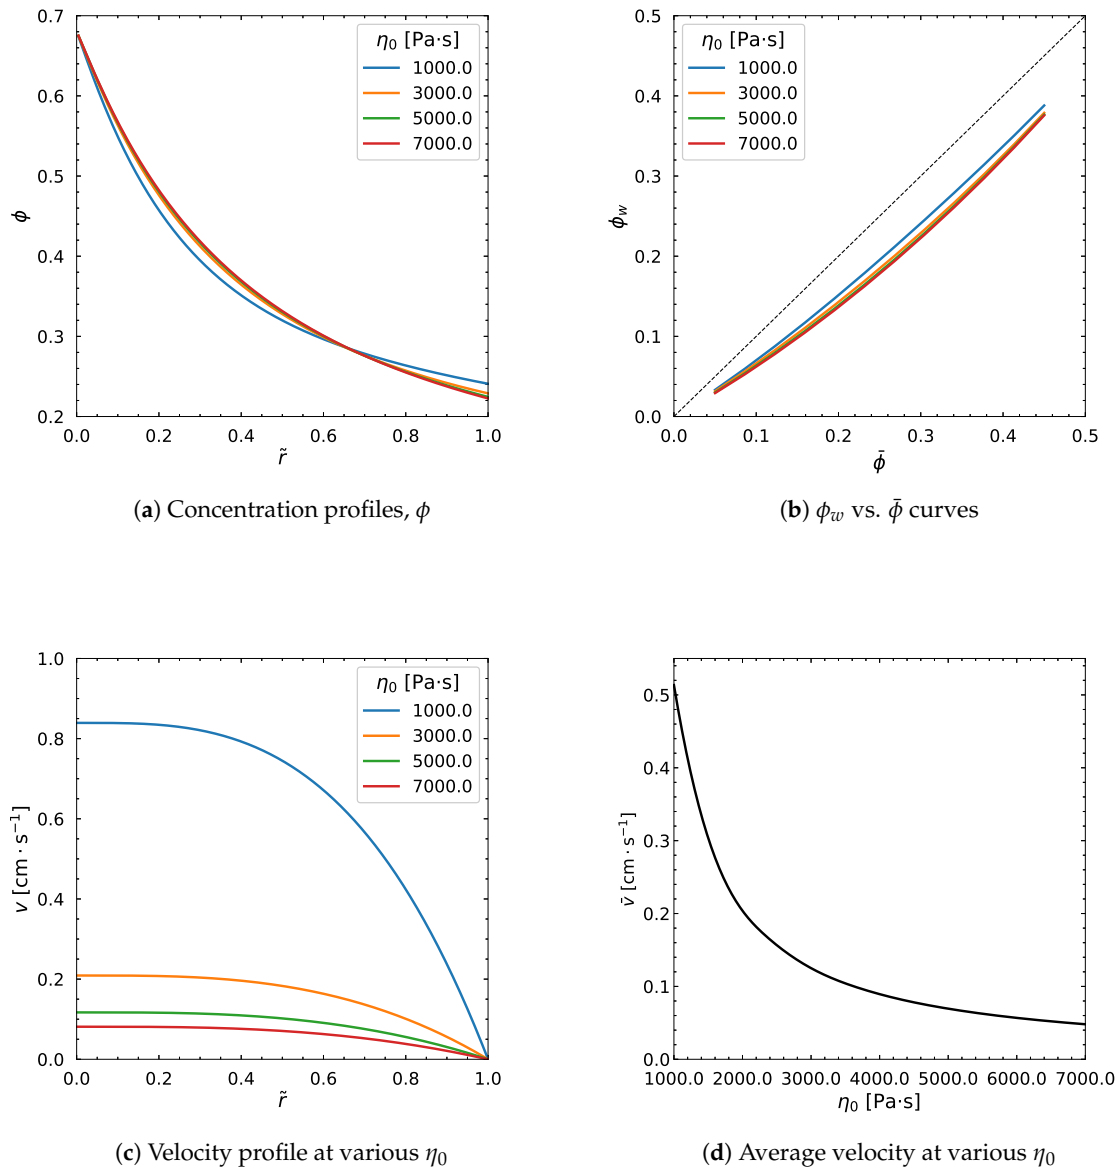 η₀ [Pa·s]
1000.0
3000.0
5000.0
7000.0
0.7
0.6
0.5
0.4
0.3
0.2
ϕ
0.0 0.2 0.4 0.6 0.8 1.0
r̃
(a) Concentration profiles, ϕ
η₀ [Pa·s]
1000.0
3000.0
5000.0
7000.0
0.5
0.4
0.3
0.2
0.1
0.0
ϕ_w
0.0 0.1 0.2 0.3 0.4 0.5
ϕ̄
(b) ϕ_w vs. ϕ̄ curves
η₀ [Pa·s]
1000.0
3000.0
5000.0
7000.0
1.0
0.8
0.6
0.4
0.2
0.0
v [cm · s⁻¹]
0.0 0.2 0.4 0.6 0.8 1.0
r̃
(c) Velocity profile at various η₀
0.5
0.4
0.3
0.2
0.1
0.0
v̄ [cm · s⁻¹]
1000.0 2000.0 3000.0 4000.0 5000.0 6000.0 7000.0
η₀ [Pa·s]
(d) Average velocity at various η₀